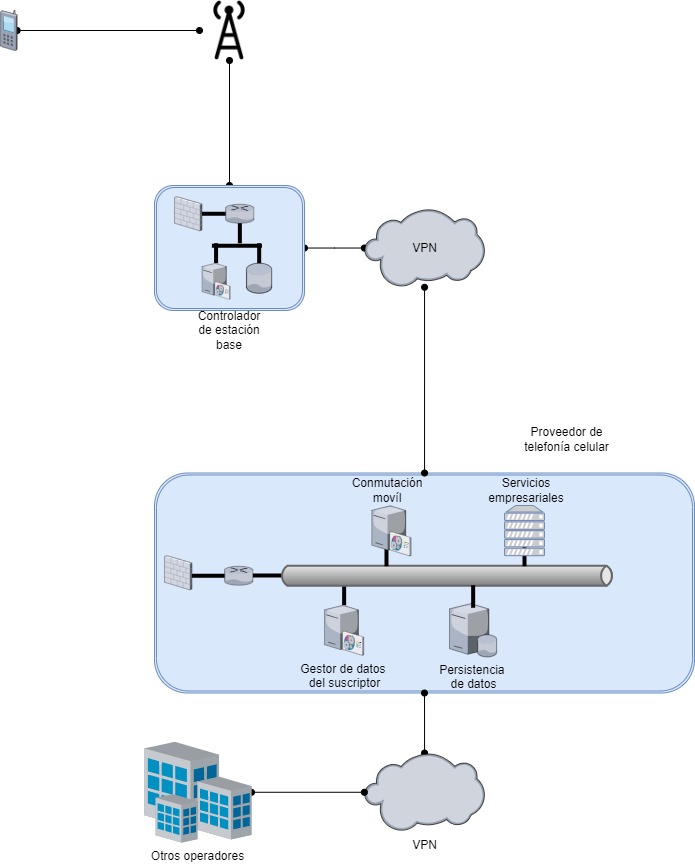 VPN
Controlador
de estación
base
Proveedor de
telefonía celular
Conmutación
movíl
Servicios
empresariales
Gestor de datos
del suscriptor
Persistencia
de datos
VPN
Otros operadores